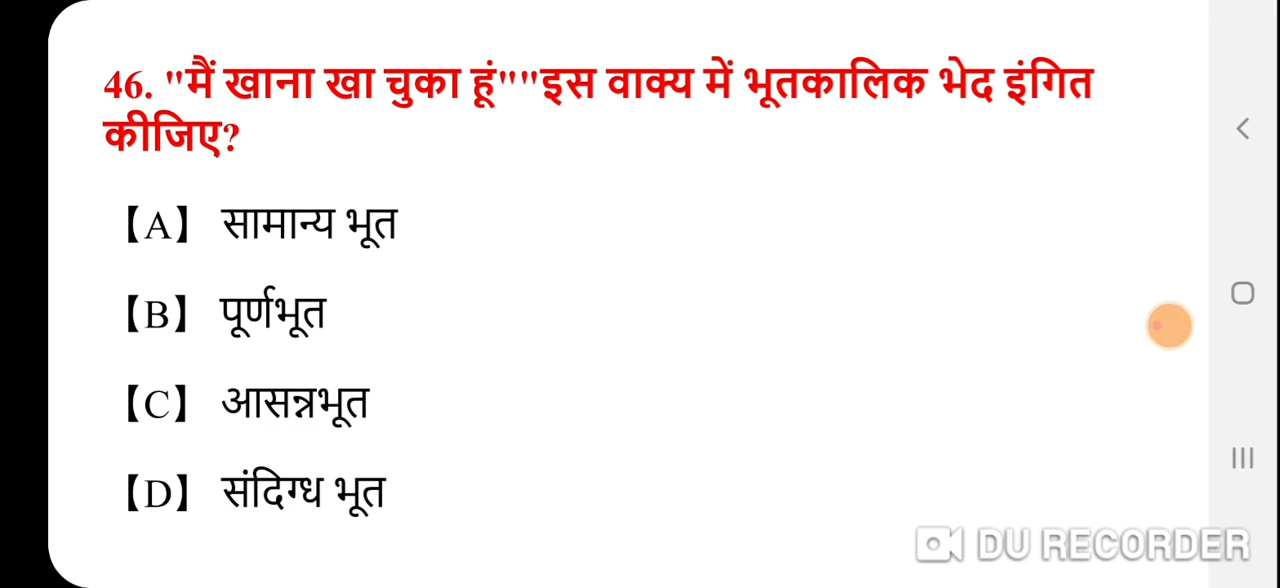 46. "मैं खाना खा चुका हूं""इस वाक्य में भूतकालिक भेद इंगित
कीजिए?
【A】 सामान्य भूत
【B】 पूर्णभूत
【C】 आसन्नभूत
【D】 संदिग्ध भूत
DU RECORDER